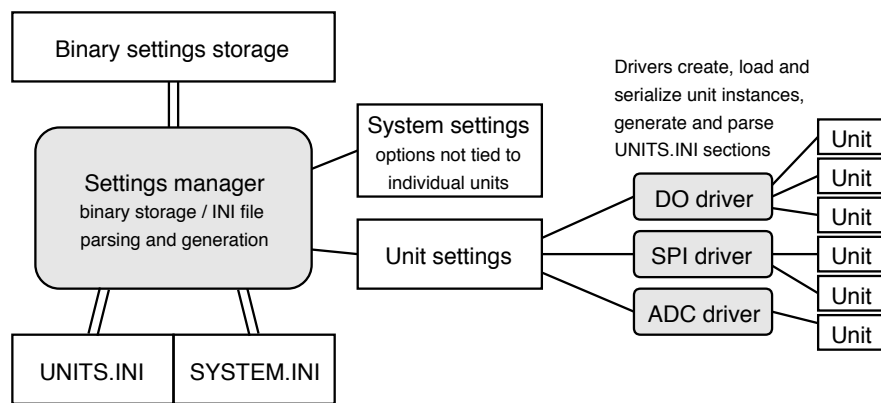 Binary settings storage
Settings manager
binary storage / INI file
parsing and generation
UNITS.INI
SYSTEM.INI
System settings
options not tied to
individual units
Unit settings
Drivers create, load and
serialize unit instances,
generate and parse
UNITS.INI sections
DO driver
SPI driver
ADC driver
Unit
Unit
Unit
Unit
Unit
Unit